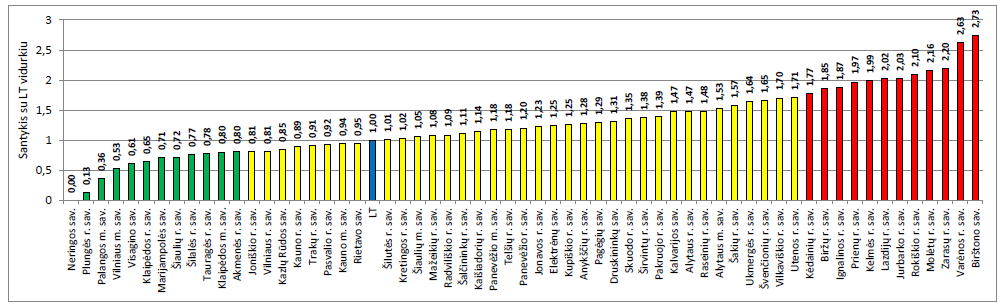 Santykis su LT vidurkiu
3
2,5
2
1,5
1
0,5
0
0,00
0,13
0,36
0,53
0,61
0,65
0,71
0,72
0,77
0,78
0,80
0,80
0,81
0,81
0,85
0,89
0,91
0,92
0,94
0,95
1,00
1,01
1,02
1,05
1,08
1,09
1,11
1,14
1,18
1,18
1,20
1,23
1,25
1,25
1,28
1,29
1,31
1,35
1,38
1,39
1,47
1,47
1,48
1,53
1,57
1,64
1,65
1,70
1,71
1,77
1,85
1,87
1,97
1,99
2,02
2,03
2,10
2,16
2,20
2,63
2,73
Neringos sav.
Plungės r. sav.
Palangos m. sav.
Vilniaus m. sav.
Visagino sav.
Klaipėdos r. sav.
Marijampolės sav.
Šiaulių r. sav.
Šilalės r. sav.
Tauragės r. sav.
Klaipėdos m. sav.
Akmenės r. sav.
Joniškio r. sav.
Vilniaus r. sav.
Kazlų Rūdos sav.
Kauno r. sav.
Trakų r. sav.
Pasvalio r. sav.
Kauno m. sav.
Rietavo sav.
LT
Šilutės r. sav.
Kretingos r. sav.
Šiaulių m. sav.
Mažeikių r. sav.
Radviliškio r. sav.
Šalčininkų r. sav.
Kaišiadorių r. sav.
Panevėžio m. sav.
Telšių r. sav.
Panevėžio r. sav.
Jonavos r. sav.
Elektrėnų sav.
Kupiškio r. sav.
Anykščių r. sav.
Pagėgių sav.
Druskininkų sav.
Skuodo r. sav.
Širvintų r. sav.
Pakruojo r. sav.
Kalvarijos sav.
Alytaus r. sav.
Raseinių r. sav.
Alytaus m. sav.
Šakių r. sav.
Ukmergės r. sav.
Švenčionių r. sav.
Vilkaviškio r. sav.
Utenos r. sav.
Kėdainių r. sav.
Biržų r. sav.
Ignalinos r. sav.
Prienų r. sav.
Kelmės r. sav.
Lazdijų r. sav.
Jurbarko r. sav.
Rokiškio r. sav.
Molėtų r. sav.
Zarasų r. sav.
Varėnos r. sav.
Birštono sav.